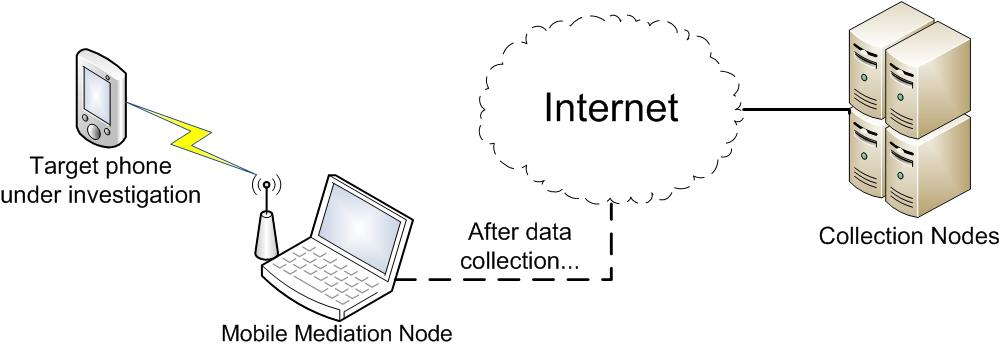 Target phone
under investigation
Mobile Mediation Node
After data
collection...
Internet
Collection Nodes